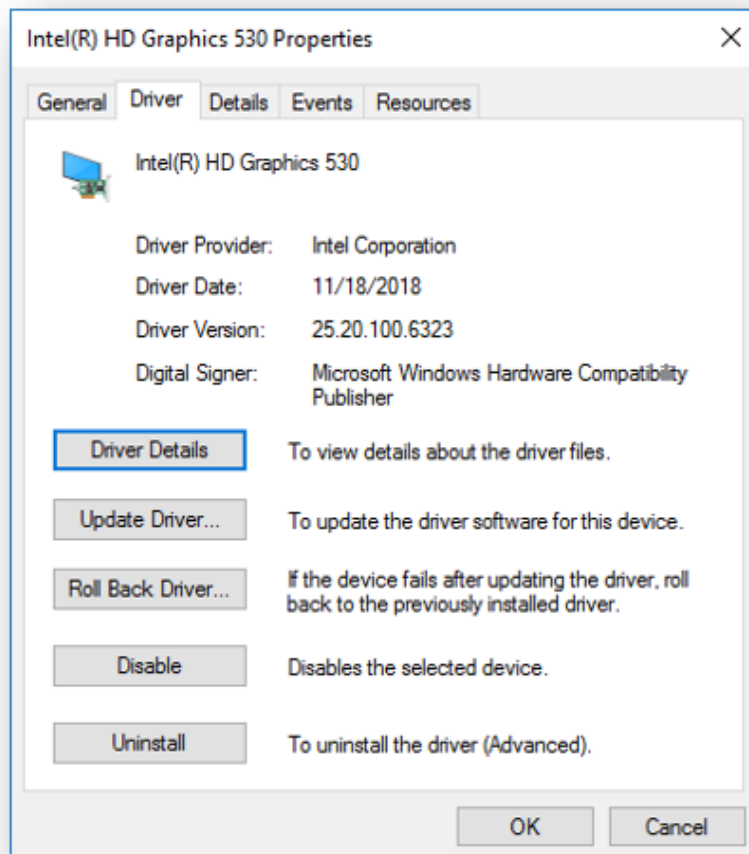 Intel(R) HD Graphics 530 Properties
General Driver Details Events Resources
Intel(R) HD Graphics 530
Driver Provider: Intel Corporation
Driver Date: 11/18/2018
Driver Version: 25.20.100.6323
Digital Signer: Microsoft Windows Hardware Compatibility
Publisher
Driver Details To view details about the driver files.
Update Driver... To update the driver software for this device.
Roll Back Driver... If the device fails after updating the driver, roll
back to the previously installed driver.
Disable Disables the selected device.
Uninstall To uninstall the driver (Advanced).
OK Cancel